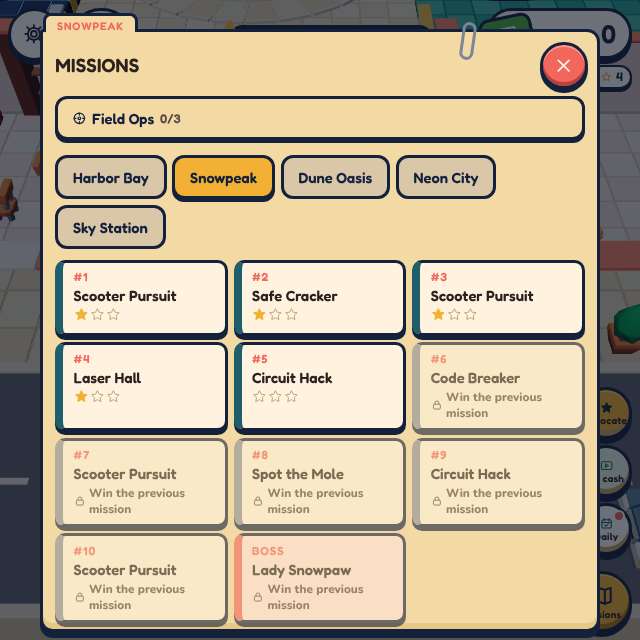 SNOWPEAK
0
MISSIONS
4
Field Ops 0/3
Harbor Bay
Snowpeak
Dune Oasis
Neon City
Sky Station
#1
Scooter Pursuit
#2
Safe Cracker
#3
Scooter Pursuit
#4
Laser Hall
#5
Circuit Hack
#6
Code Breaker
Win the previous
mission
#7
Scooter Pursuit
Win the previous
mission
#8
Spot the Mole
Win the previous
mission
#9
Circuit Hack
Win the previous
mission
#10
Scooter Pursuit
Win the previous
mission
BOSS
Lady Snowpaw
Win the previous
mission
cash